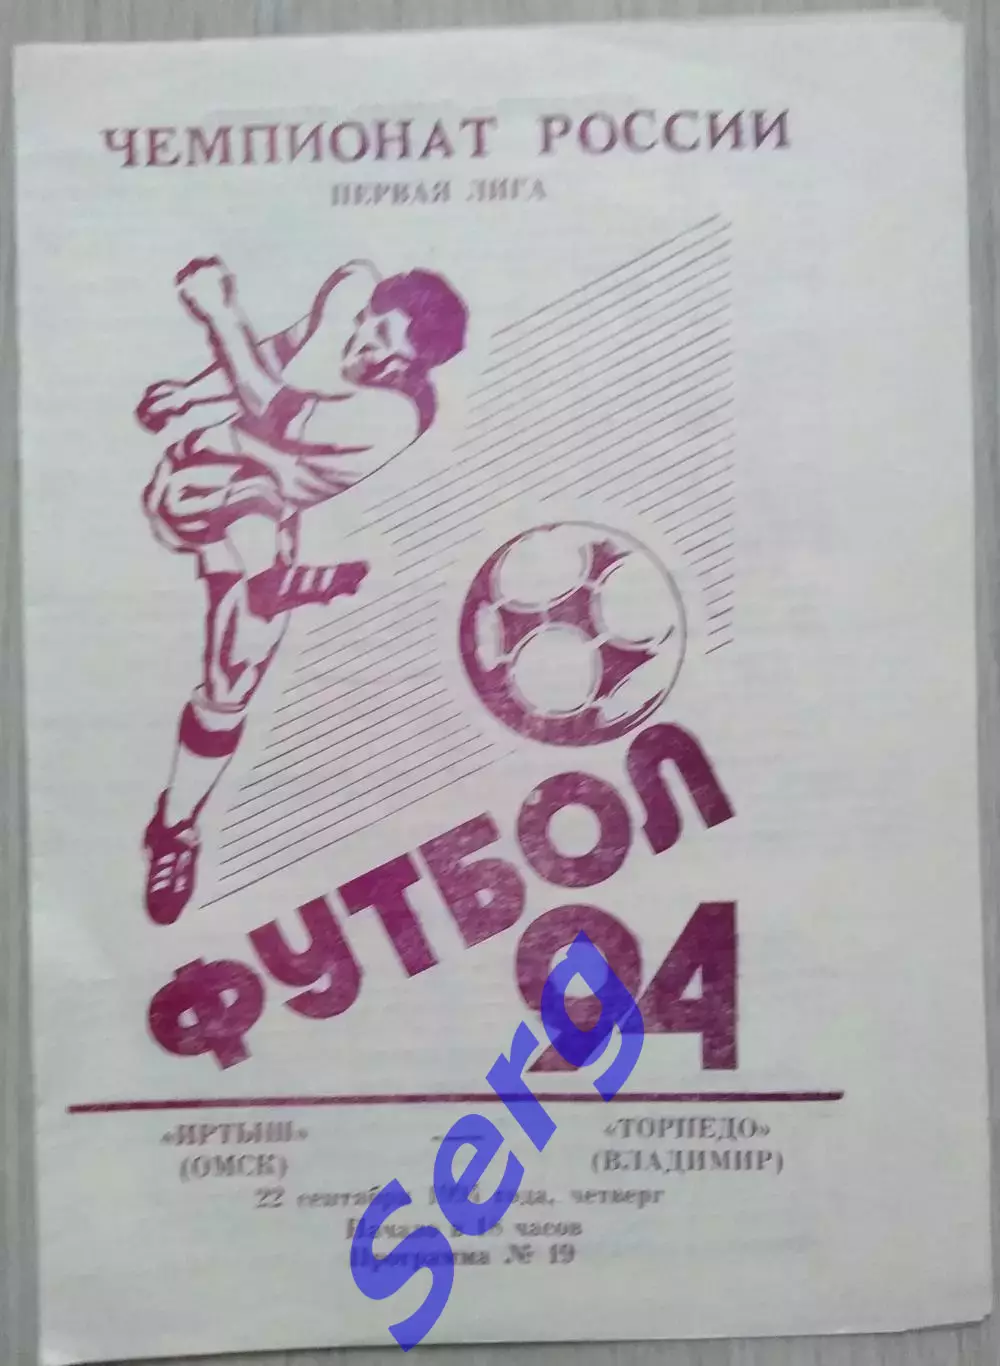 ЧЕМПИОНАТ РОССИИ
ПЕРВАЯ ЛИГА
ФУТБОЛ
94
«ИРТЫШ» — «ТОРПЕДО»
(ОМСК) (ВЛАДИМИР)
22 сентября года, четверг
Начало в 18 часов
Программа № 19
Serg